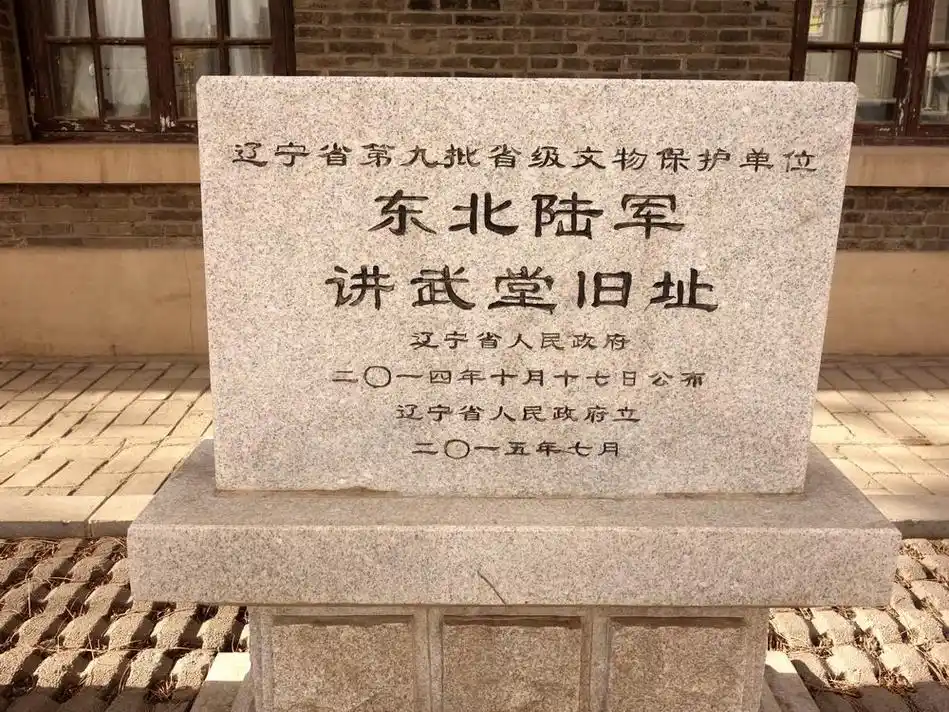 辽宁省第九批省级文物保护单位
东北陆军
讲武堂旧址
辽宁省人民政府
二〇一四年十月十七日公布
辽宁省人民政府立
二〇一五年七月